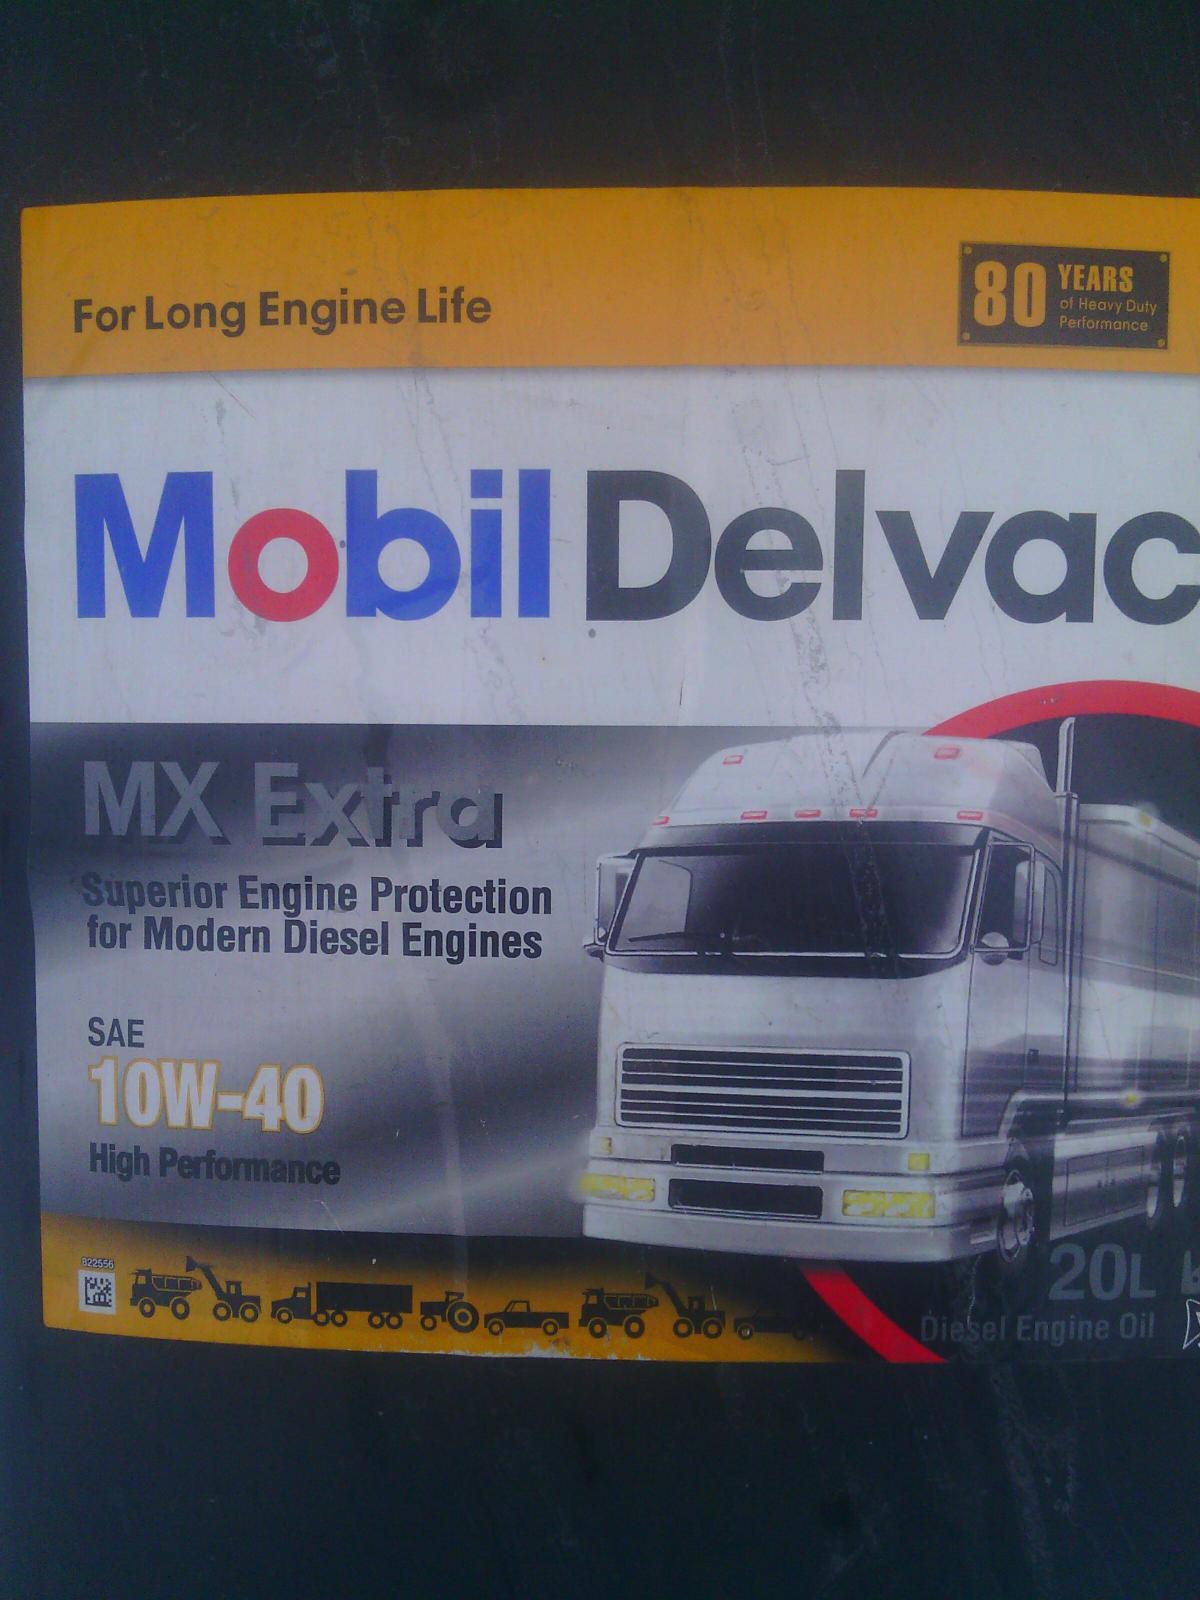 For Long Engine Life
80 YEARS
of Heavy Duty
Performance
Mobil Delvac
MX Extra
Superior Engine Protection
for Modern Diesel Engines
SAE
10W-40
High Performance
822556
20L
Diesel Engine Oil